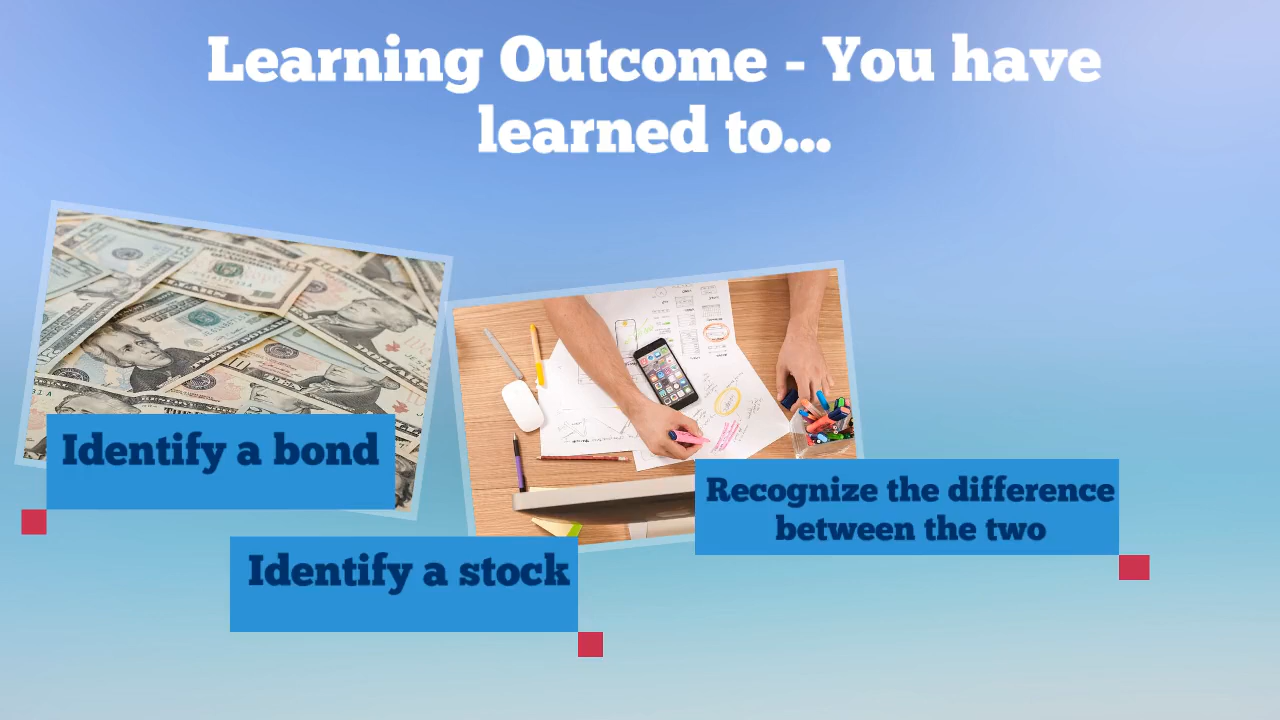 Learning Outcome - You have
learned to...
Identify a bond
Identify a stock
Recognize the difference
between the two